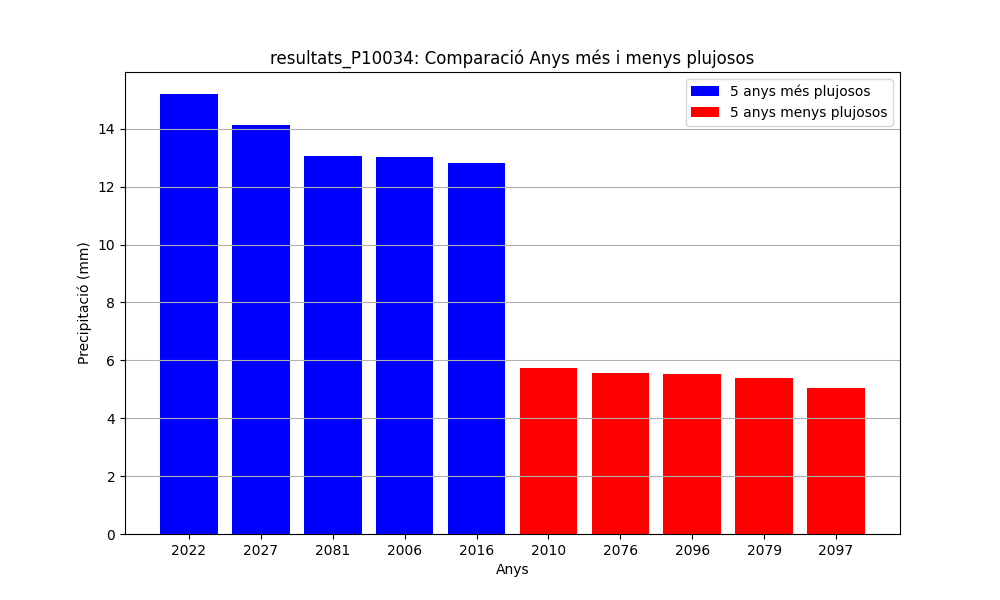 resultats_P10034: Comparació Anys més i menys plujosos
5 anys més plujosos
5 anys menys plujosos
Precipitació (mm)
14
12
10
8
6
4
2
0
2022 2027 2081 2006 2016 2010 2076 2096 2079 2097
Anys